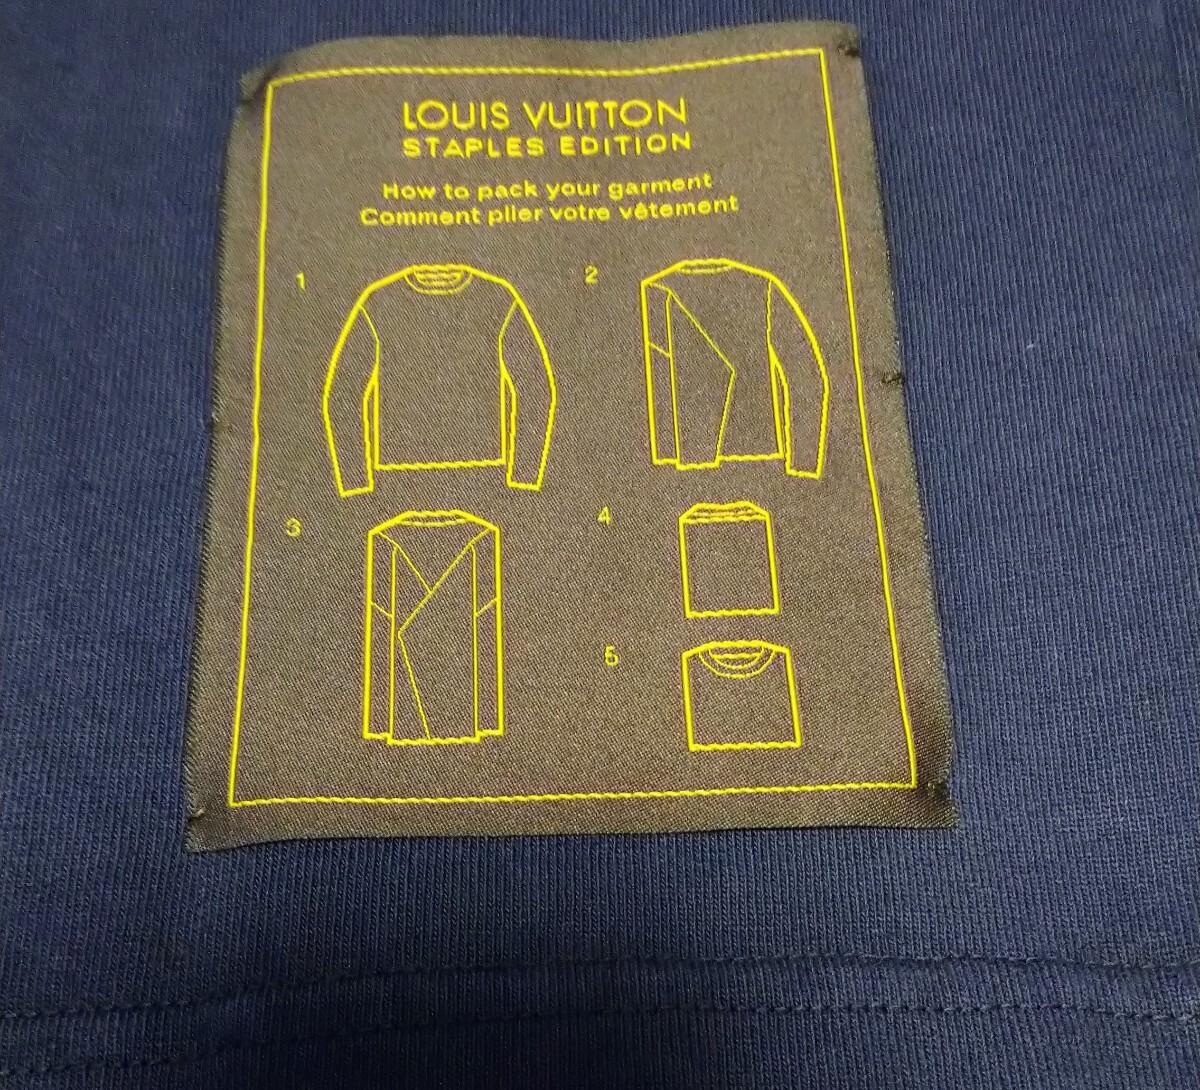 LOUIS VUITTON
STAPLES EDITION
How to pack your garment
Comment plier votre vêtement
1
2
3
4
5